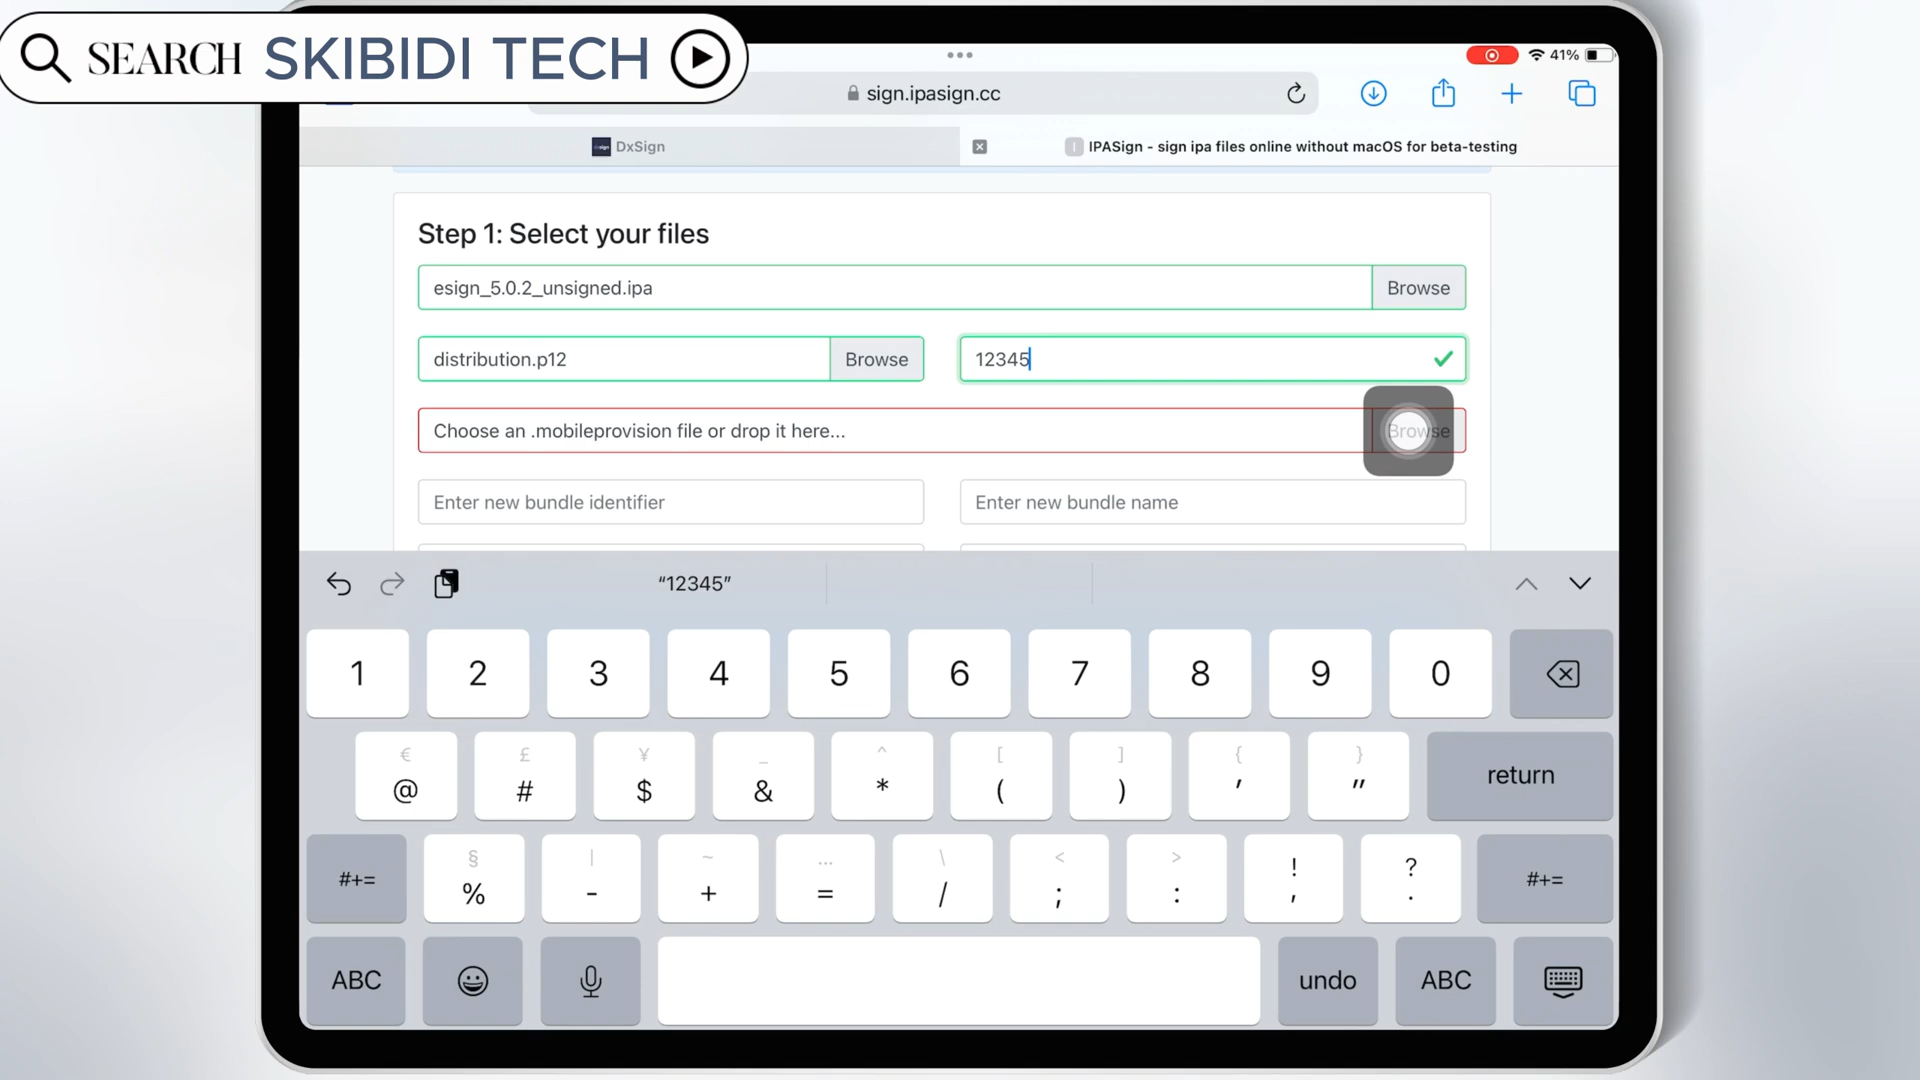 SEARCH SKIBIDI TECH
41%
sign.ipasign.cc
DxSign
IPASign - sign ipa files online without macOS for beta-testing
Step 1: Select your files
esign_5.0.2_unsigned.ipa Browse
distribution.p12 Browse 12345
Choose an .mobileprovision file or drop it here... Browse
Enter new bundle identifier Enter new bundle name
“12345”
1 2 3 4 5 6 7 8 9 0
€ £ ¥ _ ^ [ ] { }
@ # $ & * ( ) ' " return
§ | ~ ... \ < > ! ?
#+= % - + = / ; : , . #+=
ABC undo ABC